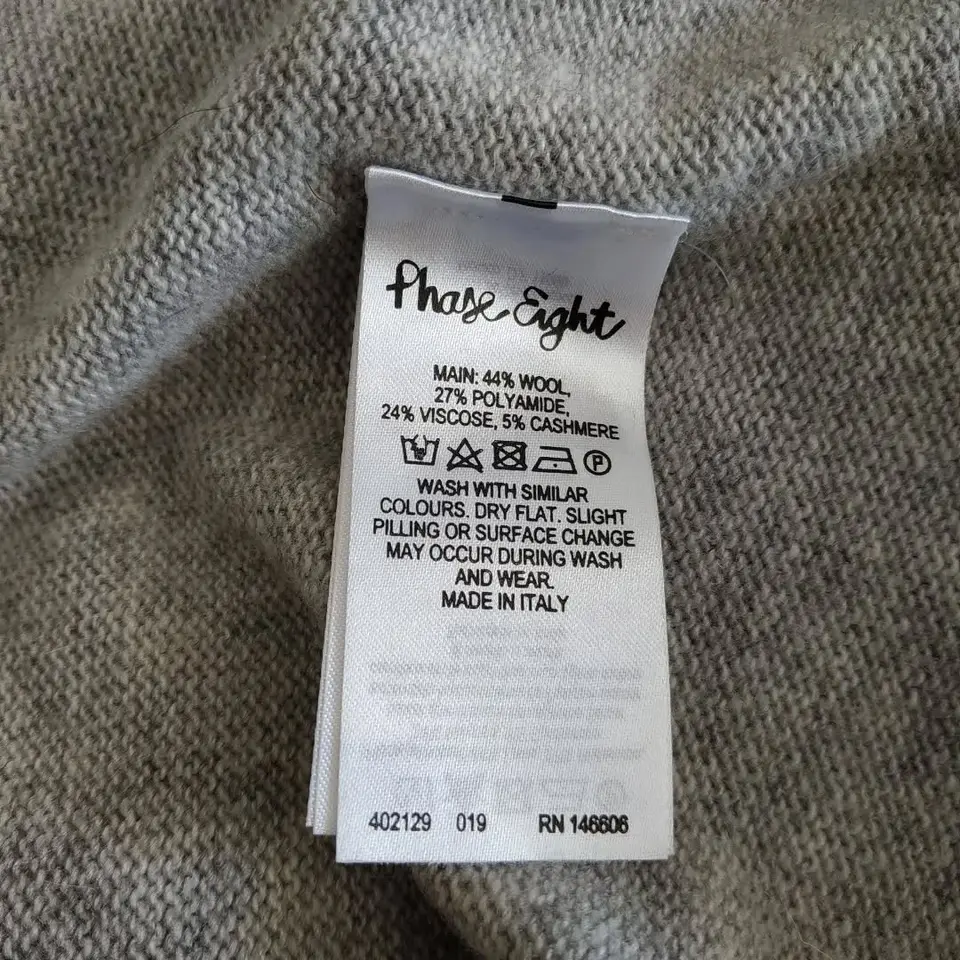 Phase Eight
MAIN: 44% WOOL,
27% POLYAMIDE,
24% VISCOSE, 5% CASHMERE
P
WASH WITH SIMILAR
COLOURS. DRY FLAT. SLIGHT
PILLING OR SURFACE CHANGE
MAY OCCUR DURING WASH
AND WEAR.
MADE IN ITALY
402129 019 RN 146606